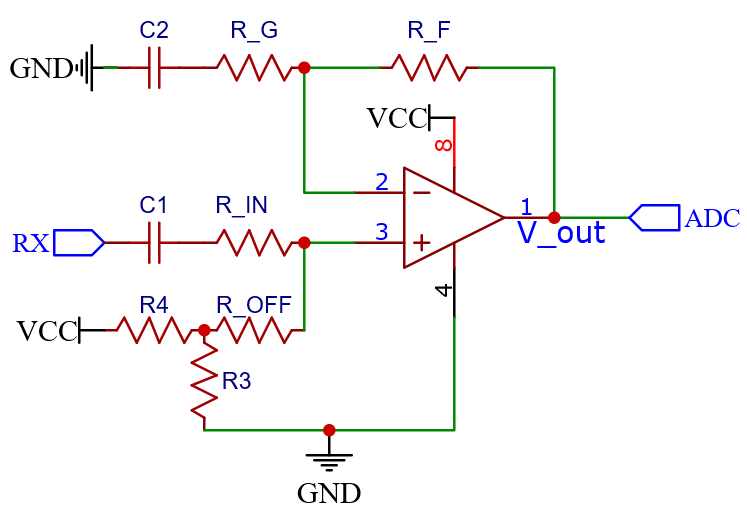 C2 R_G R_F
GND
VCC
8
2
C1 R_IN
1
RX
3
V_out
ADC
4
R4 R_OFF
VCC
R3
GND